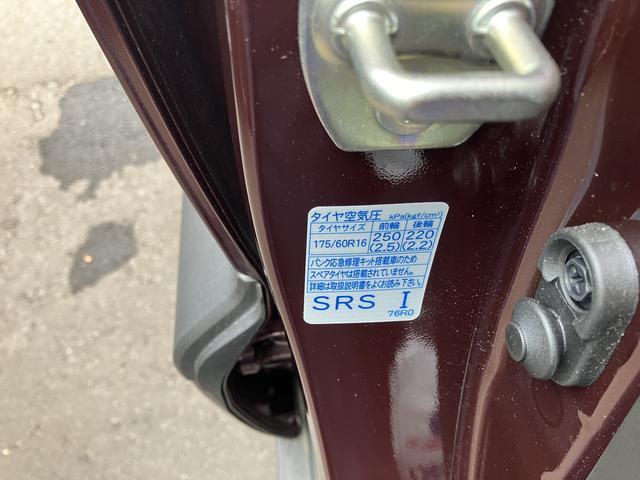 タイヤ空気圧 kPa(kgf/cm²)
タイヤサイズ 前輪 後輪
175/60R16 250 220
(2.5) (2.2)
パンク応急修理キット搭載車のため
スペアタイヤは搭載されていません。
詳細は取扱説明書をよくお読み下さい。
SRS I
76R0